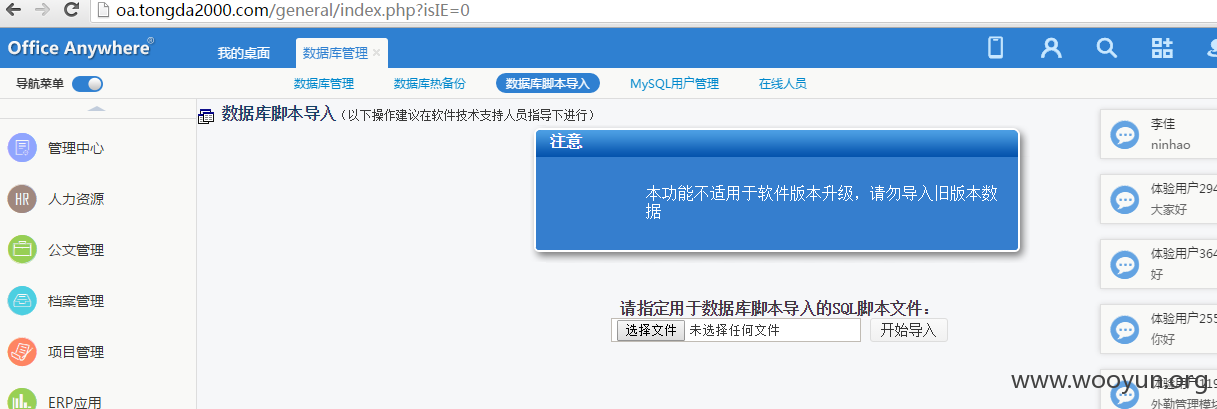 oa.tongda2000.com/general/index.php?isIE=0
Office Anywhere® 我的桌面 数据库管理 ×
导航菜单 数据库管理 数据库热备份 数据库脚本导入 MySQL用户管理 在线人员
数据库脚本导入（以下操作建议在软件技术支持人员指导下进行）
注意
本功能不适用于软件版本升级，请勿导入旧版本数
据
请指定用于数据库脚本导入的SQL脚本文件：
选择文件 未选择任何文件 开始导入
管理中心
HR 人力资源
公文管理
档案管理
项目管理
ERP应用
李佳
ninhao
体验用户294
大家好
体验用户364
好
体验用户255
你好
体验用户119
外勤管理模块
www.wooyun.org